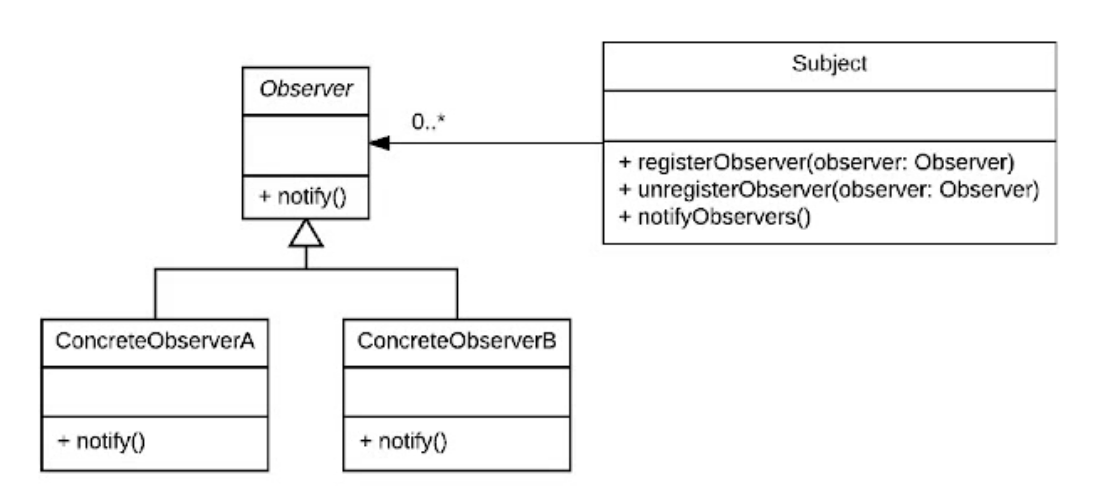 Observer
+ notify()
0..*
Subject
+ registerObserver(observer: Observer)
+ unregisterObserver(observer: Observer)
+ notifyObservers()
ConcreteObserverA
+ notify()
ConcreteObserverB
+ notify()